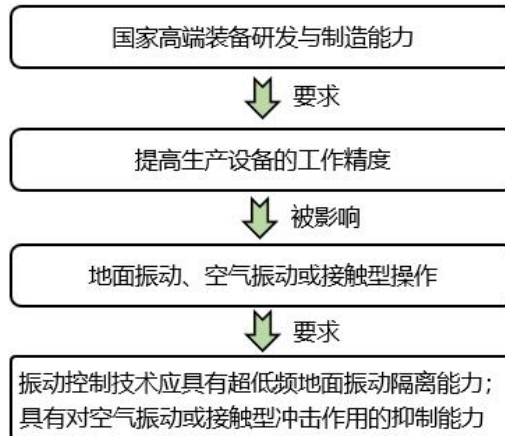 国家高端装备研发与制造能力
要求
提高生产设备的工作精度
被影响
地面振动、空气振动或接触型操作
要求
振动控制技术应具有超低频地面振动隔离能力；
具有对空气振动或接触型冲击作用的抑制能力